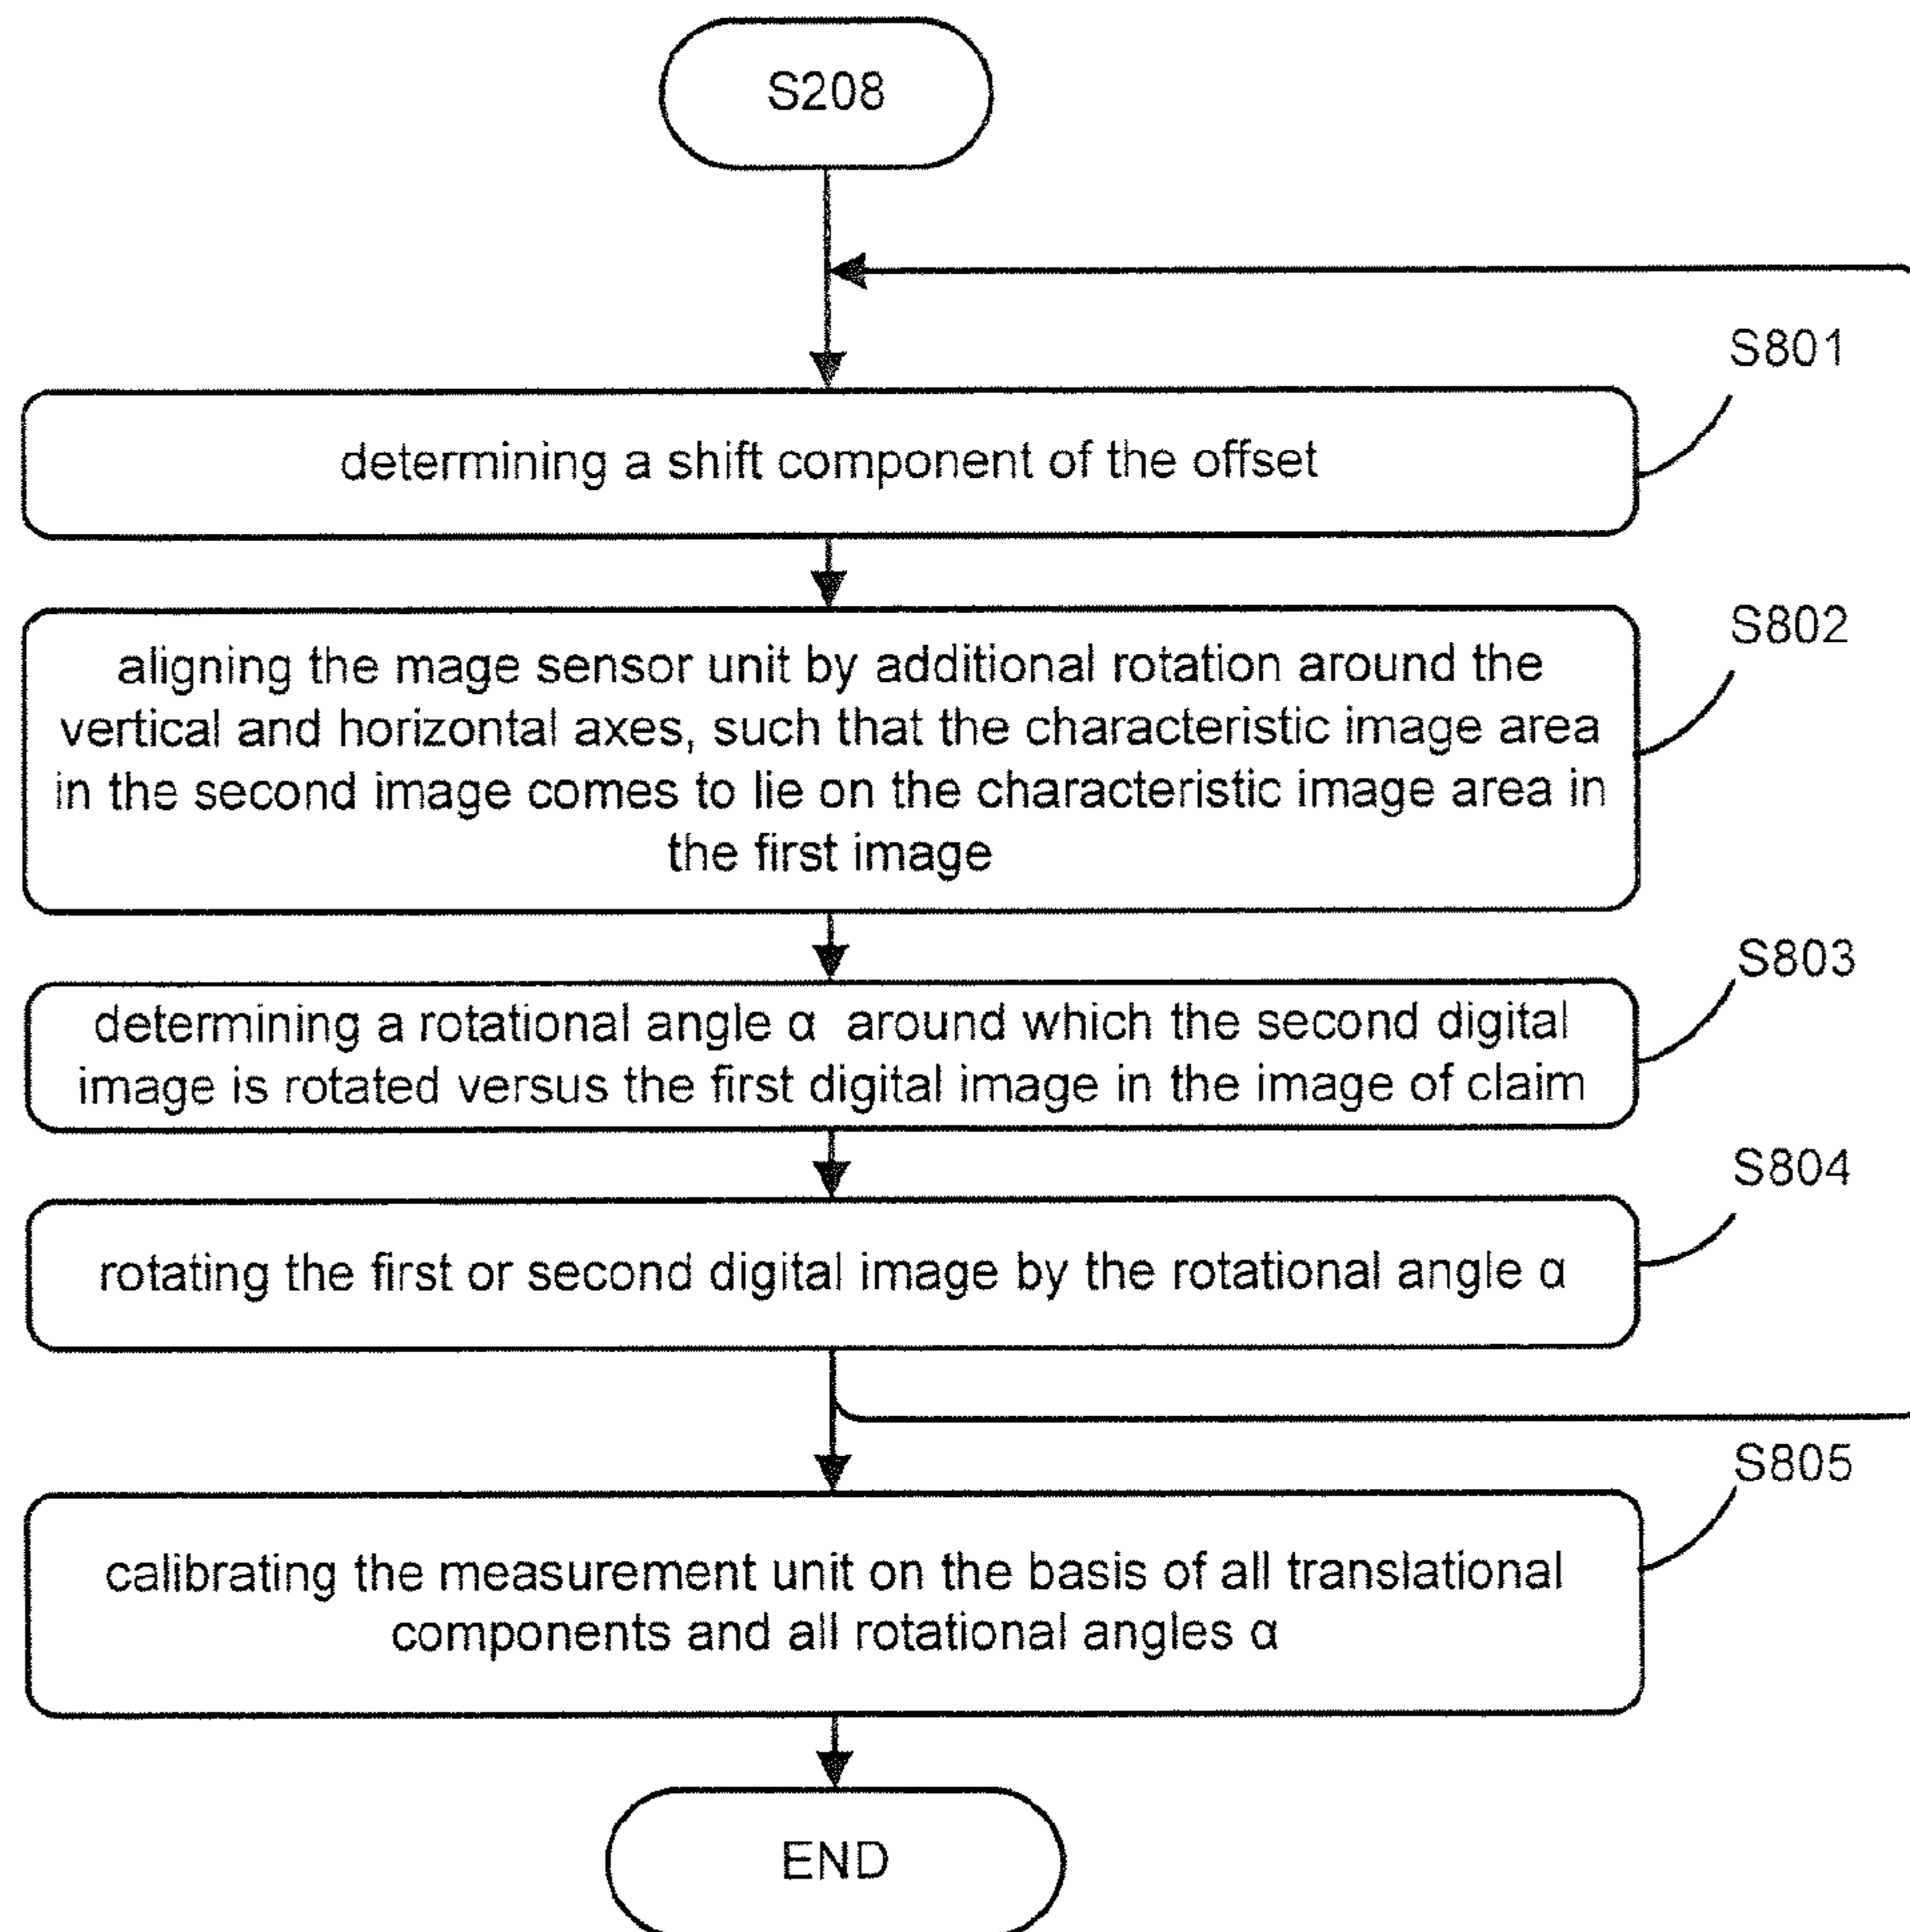 S208
S801
determining a shift component of the offset
S802
aligning the mage sensor unit by additional rotation around the
vertical and horizontal axes, such that the characteristic image area
in the second image comes to lie on the characteristic image area in
the first image
S803
determining a rotational angle α around which the second digital
image is rotated versus the first digital image in the image of claim
S804
rotating the first or second digital image by the rotational angle α
S805
calibrating the measurement unit on the basis of all translational
components and all rotational angles α
END